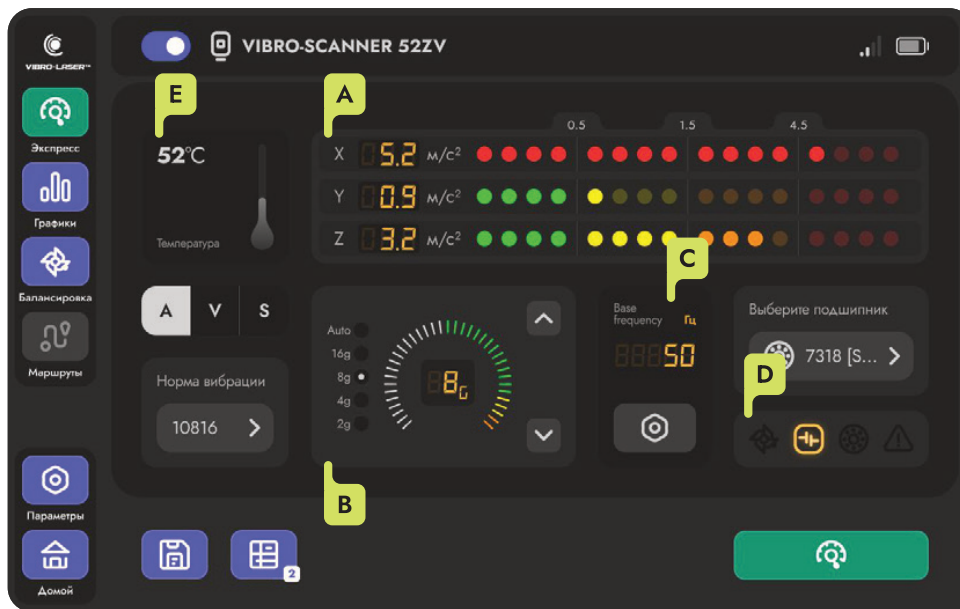 VIBRO-LASER™
VIBRO-SCANNER 52ZV
E
A
0.5 1.5 4.5
Экспресс
52°C
X 5.2 м/с²
Y 0.9 м/с²
Z 3.2 м/с²
Температура
Графики
C
Балансировка
A V S
Auto
16g
8g
4g
2g
8G
Base frequency Гц
50
Выберите подшипник
7318 [S...
D
Маршруты
Норма вибрации
10816
B
Параметры
2
Домой